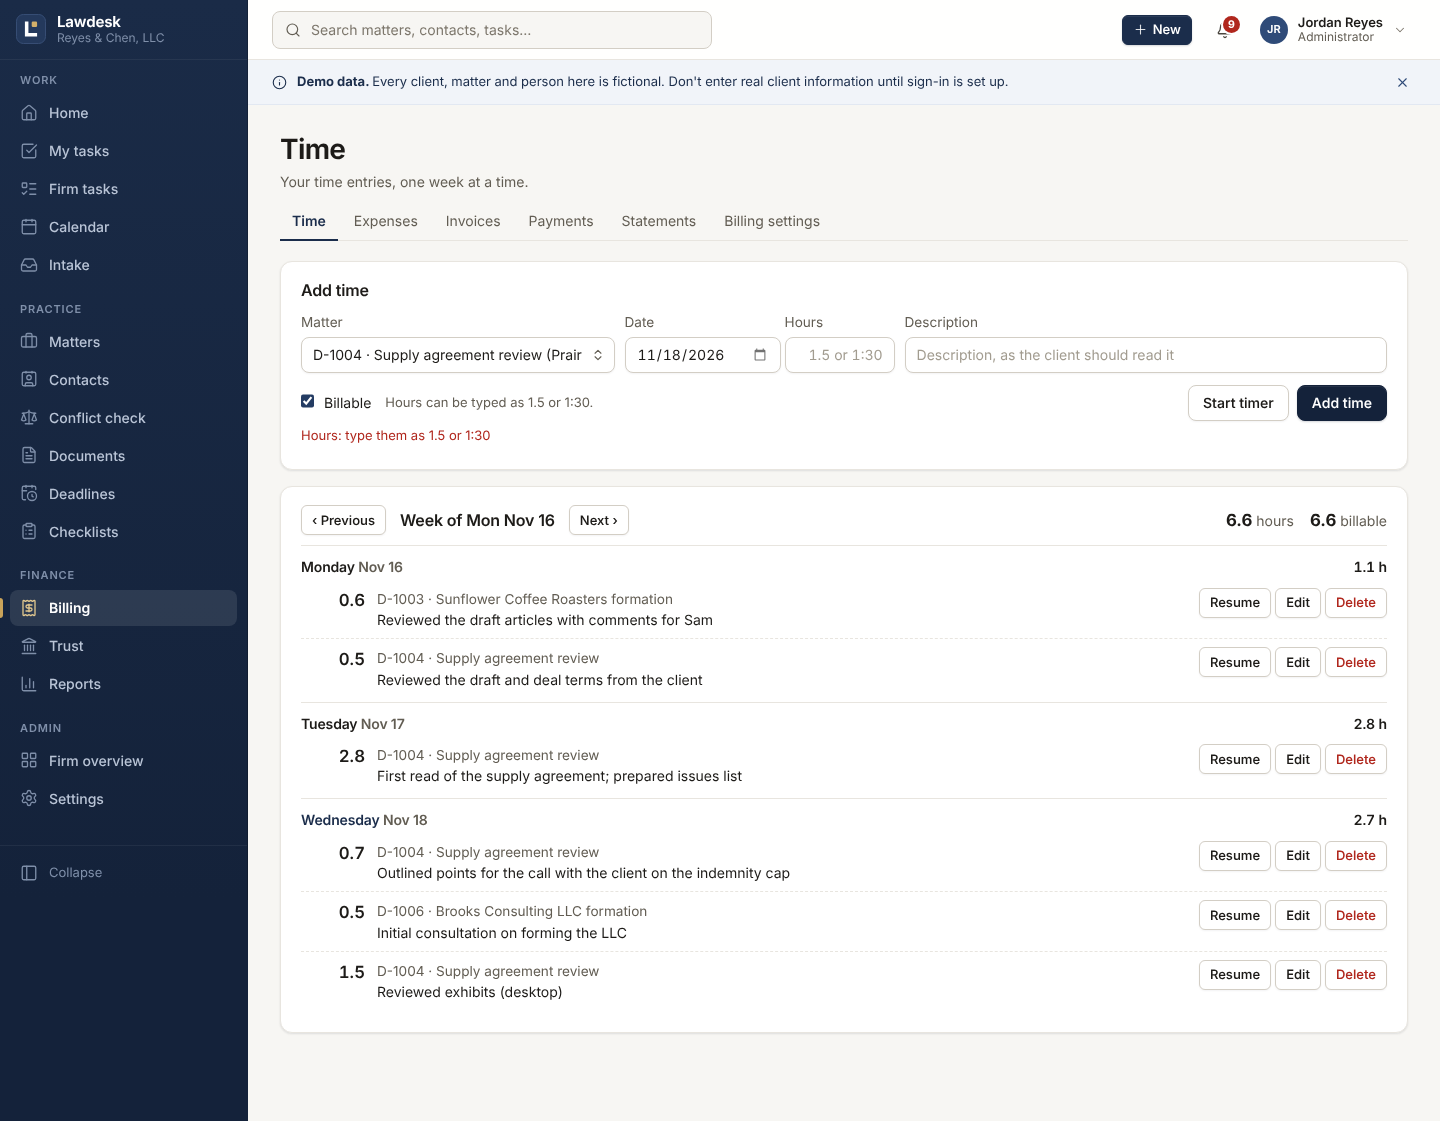 Lawdesk
Reyes & Chen, LLC
WORK
Home
My tasks
Firm tasks
Calendar
Intake
PRACTICE
Matters
Contacts
Conflict check
Documents
Deadlines
Checklists
FINANCE
Billing
Trust
Reports
ADMIN
Firm overview
Settings
Collapse
Search matters, contacts, tasks...
New
9
JR
Jordan Reyes
Administrator
Demo data. Every client, matter and person here is fictional. Don't enter real client information until sign-in is set up.
Time
Your time entries, one week at a time.
Time Expenses Invoices Payments Statements Billing settings
Add time
Matter Date Hours Description
D-1004 · Supply agreement review (Prair 11/18/2026 1.5 or 1:30 Description, as the client should read it
Billable Hours can be typed as 1.5 or 1:30. Start timer Add time
Hours: type them as 1.5 or 1:30
‹ Previous Week of Mon Nov 16 Next › 6.6 hours 6.6 billable
Monday Nov 16 1.1 h
0.6 D-1003 · Sunflower Coffee Roasters formation Resume Edit Delete
Reviewed the draft articles with comments for Sam
0.5 D-1004 · Supply agreement review Resume Edit Delete
Reviewed the draft and deal terms from the client
Tuesday Nov 17 2.8 h
2.8 D-1004 · Supply agreement review Resume Edit Delete
First read of the supply agreement; prepared issues list
Wednesday Nov 18 2.7 h
0.7 D-1004 · Supply agreement review Resume Edit Delete
Outlined points for the call with the client on the indemnity cap
0.5 D-1006 · Brooks Consulting LLC formation Resume Edit Delete
Initial consultation on forming the LLC
1.5 D-1004 · Supply agreement review Resume Edit Delete
Reviewed exhibits (desktop)